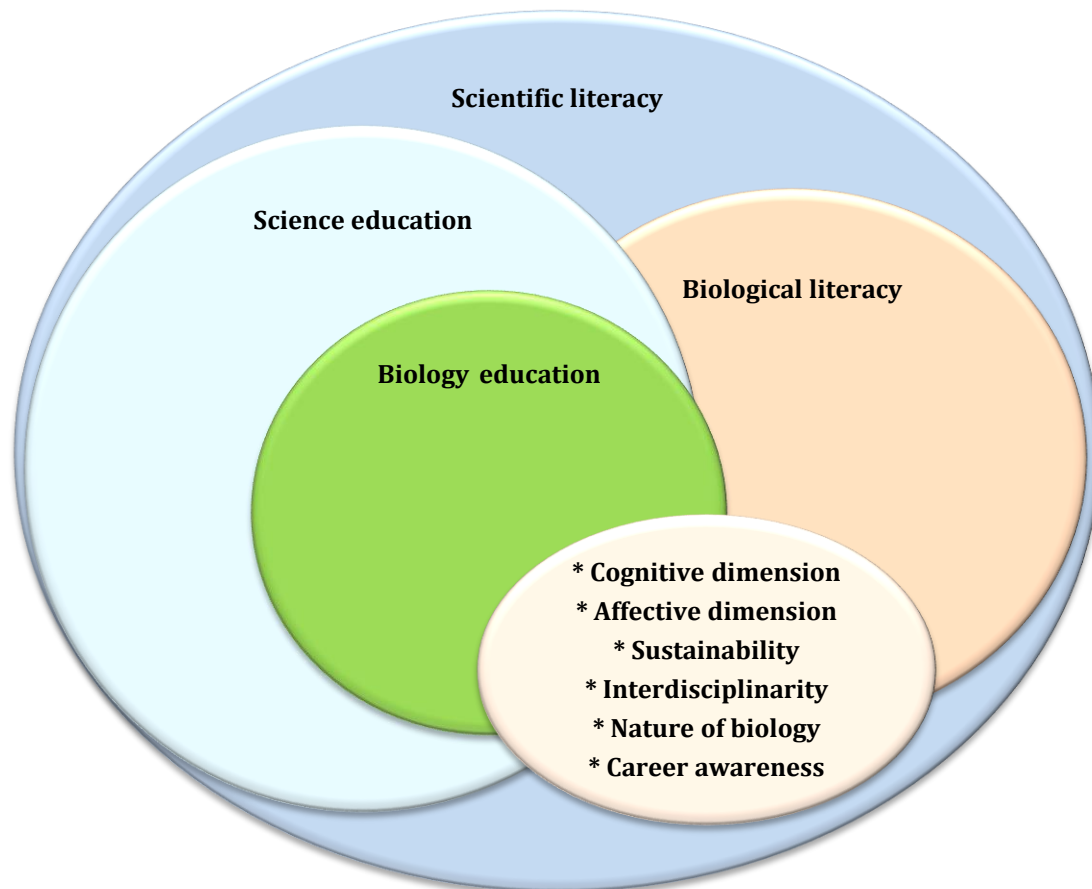 Scientific literacy
Science education
Biological literacy
Biology education
* Cognitive dimension
* Affective dimension
* Sustainability
* Interdisciplinarity
* Nature of biology
* Career awareness